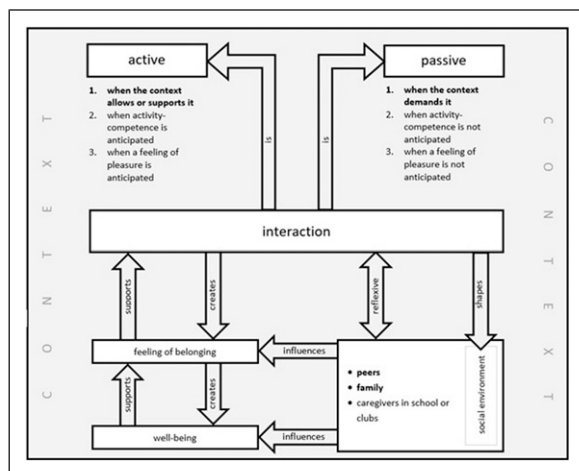 active
passive
1. when the context
allows or supports it
2. when activity-
competence is
anticipated
3. when a feeling of
pleasure is
anticipated
1. when the context
demands it
2. when activity-
competence is not
anticipated
3. when a feeling of
pleasure is not
anticipated
CONTEXT
CONTEXT
is
is
interaction
supports
creates
reflexive
shapes
feeling of belonging
influences
• peers
• family
• caregivers in school or
clubs
social environment
supports
creates
well-being
influences